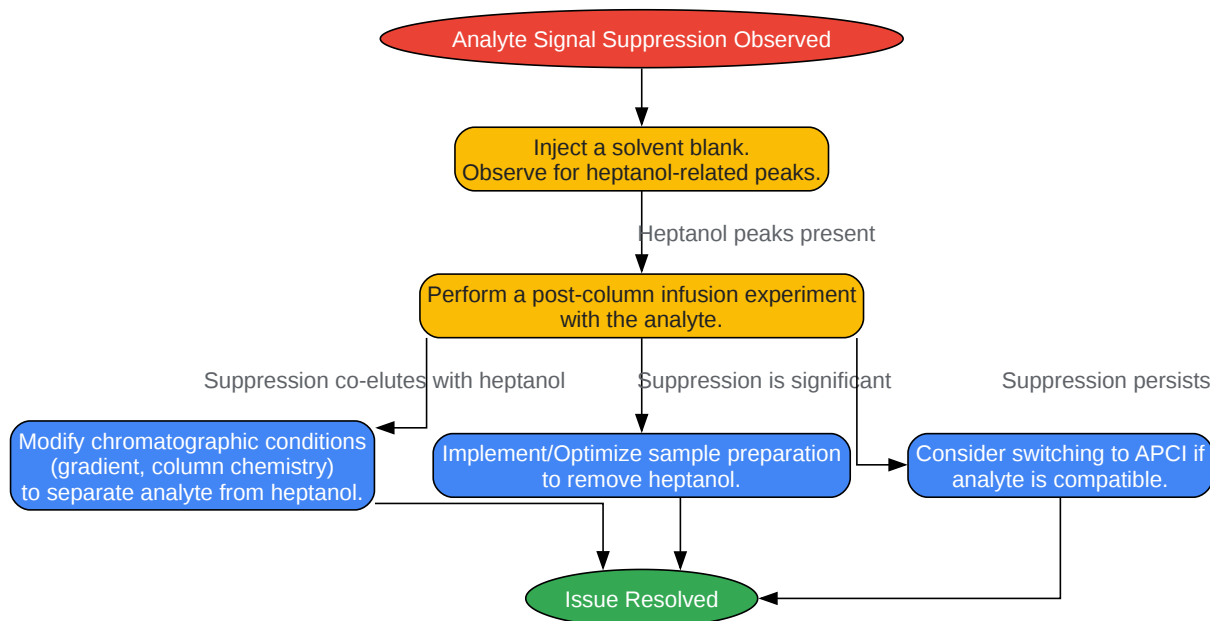 Analyte Signal Suppression Observed
Inject a solvent blank.
Observe for heptanol-related peaks.
Heptanol peaks present
Perform a post-column infusion experiment
with the analyte.
Suppression co-elutes with heptanol
Suppression is significant
Suppression persists
Modify chromatographic conditions
(gradient, column chemistry)
to separate analyte from heptanol.
Implement/Optimize sample preparation
to remove heptanol.
Consider switching to APCI if
analyte is compatible.
Issue Resolved